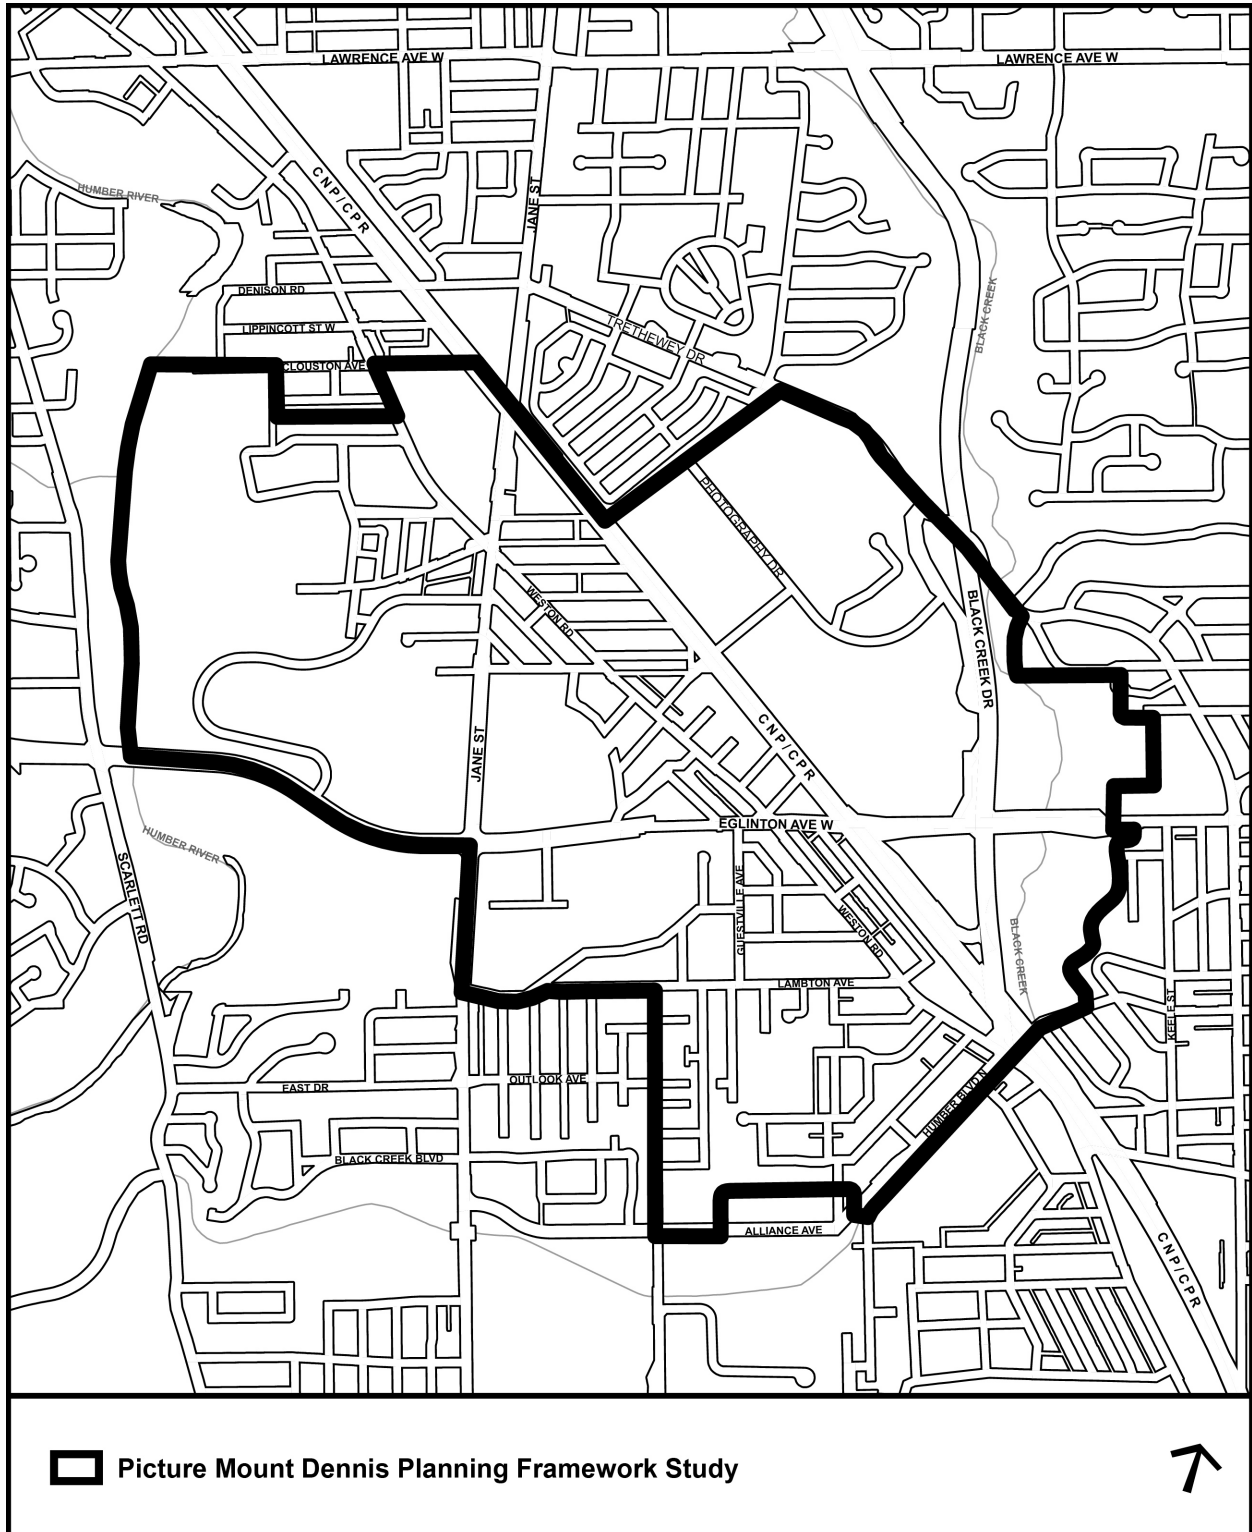 LAWRENCE AVE W
LAWRENCE AVE W
CNP/CPR
HUMBER RIVER
JANE ST
DENISON RD
BLACK CREEK
LIPPINCOTT ST W
TRETHEWEY DR
CLOUSTON AVE
PHOTOGRAPHY DR
WESTON RD
BLACK CREEK DR
JANE ST
CNP/CPR
EGLINTON AVE W
HUMBER RIVER
SCARLETT RD
GUESTVILLE AVE
WESTON RD
BLACK CREEK
LAMBTON AVE
KEELE ST
OUTLOOK AVE
EAST DR
HUMBER BLVD N
BLACK CREEK BLVD
ALLIANCE AVE
CNP/CPR
Picture Mount Dennis Planning Framework Study